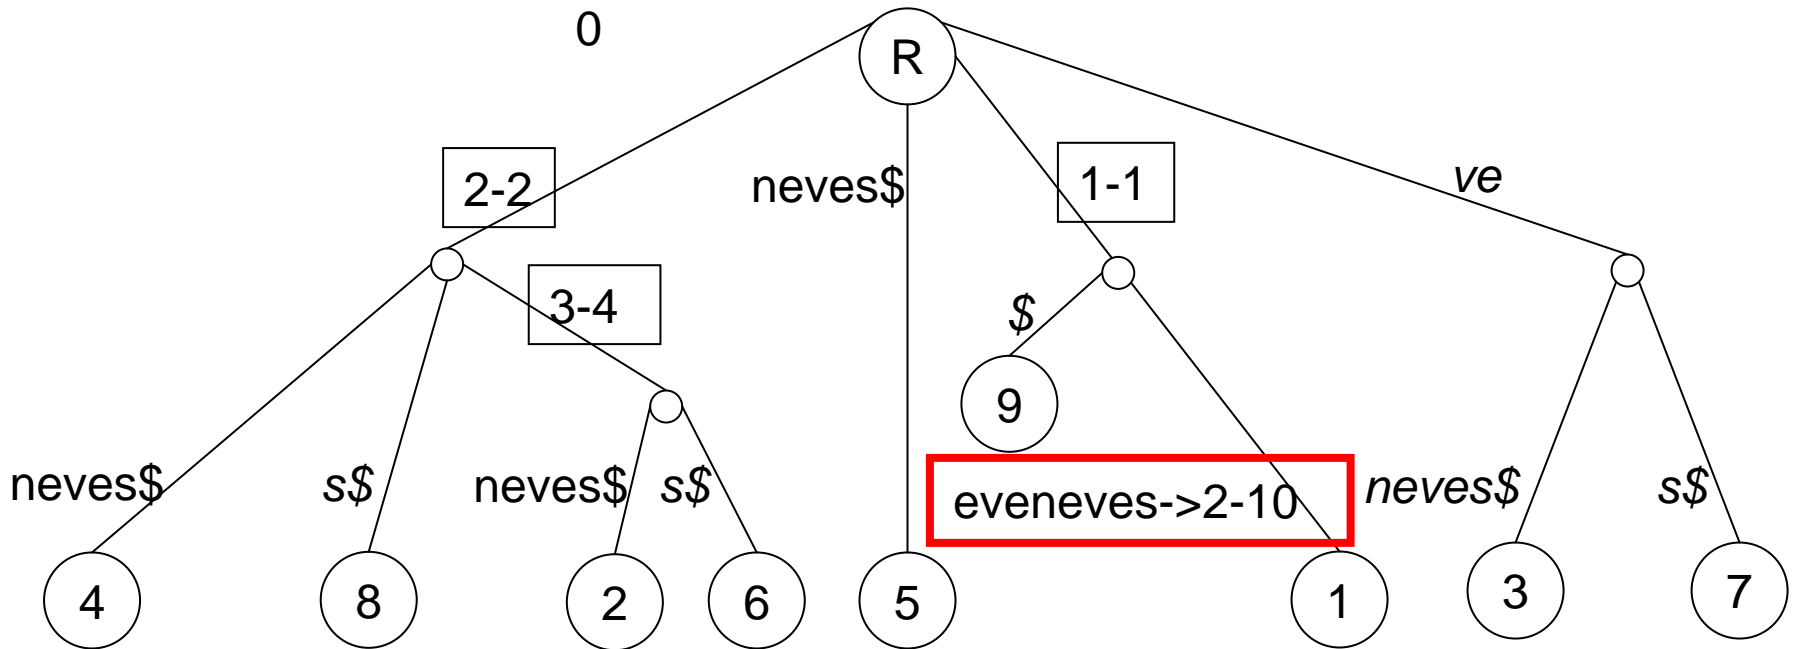 0
R
2-2
neves$
1-1
ve
3-4
$
9
neves$
s$
neves$
s$
eveneves->2-10
neves$
s$
4
8
2
6
5
1
3
7